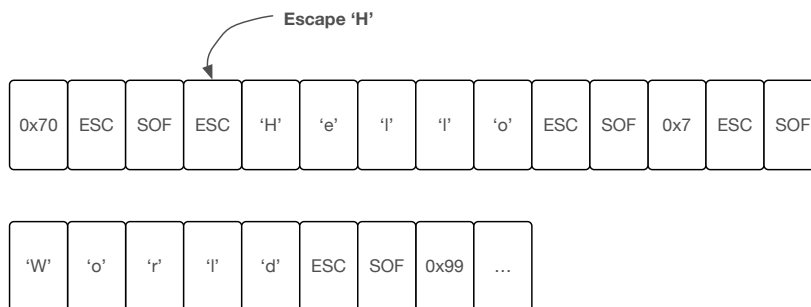 Escape ‘H’
0x70 ESC SOF ESC ‘H’ ‘e’ ‘l’ ‘l’ ‘o’ ESC SOF 0x7 ESC SOF
‘W’ ‘o’ ‘r’ ‘l’ ‘d’ ESC SOF 0x99 …